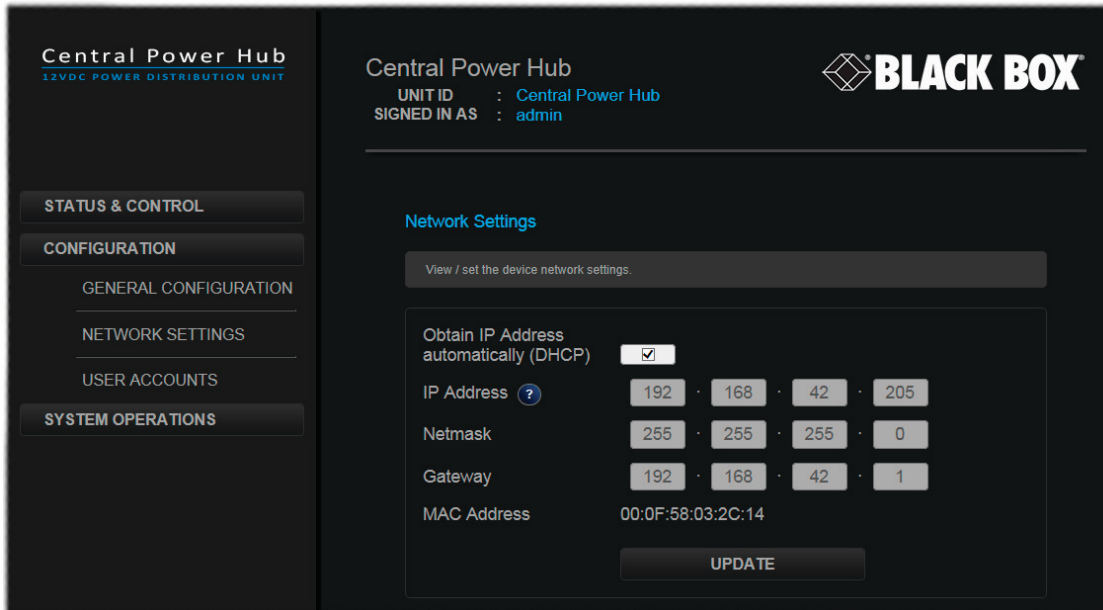 Central Power Hub
12VDC POWER DISTRIBUTION UNIT
STATUS & CONTROL
CONFIGURATION
GENERAL CONFIGURATION
NETWORK SETTINGS
USER ACCOUNTS
SYSTEM OPERATIONS
Central Power Hub
UNIT ID : Central Power Hub
SIGNED IN AS : admin
BLACK BOX®
Network Settings
View / set the device network settings.
Obtain IP Address
automatically (DHCP)
IP Address ? 192 . 168 . 42 . 205
Netmask 255 . 255 . 255 . 0
Gateway 192 . 168 . 42 . 1
MAC Address 00:0F:58:03:2C:14
UPDATE